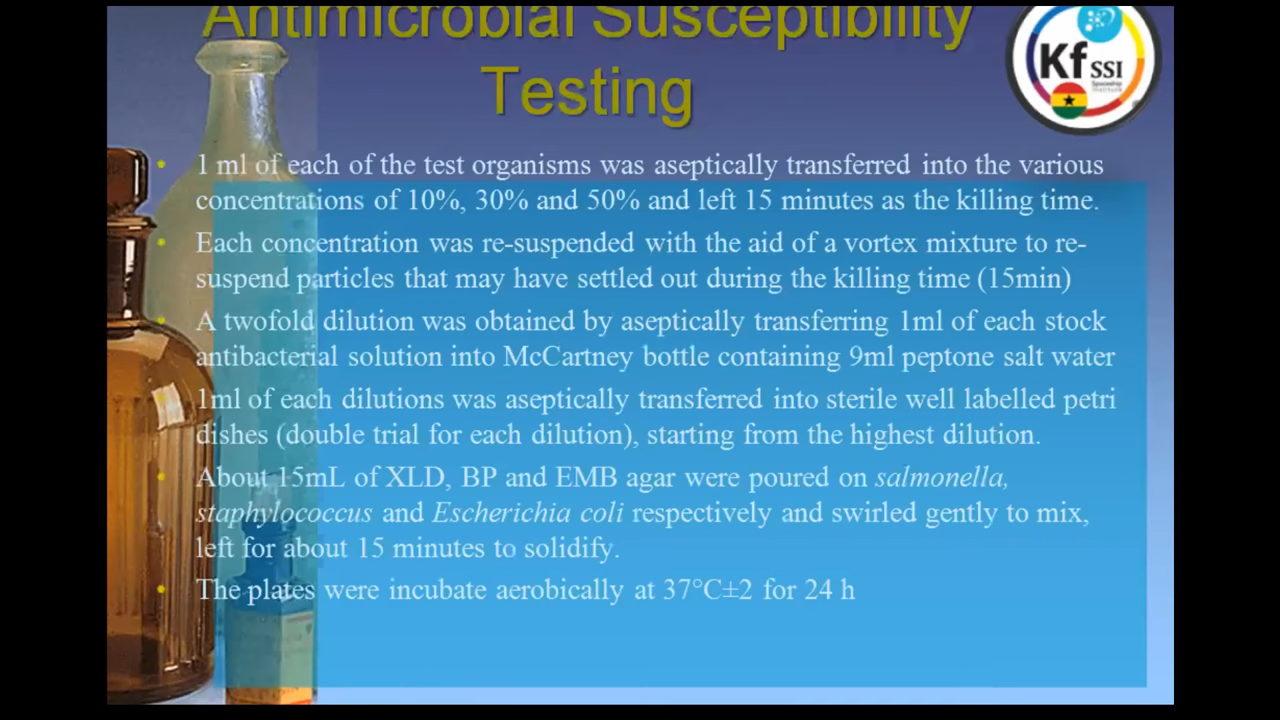 Antimicrobial Susceptibility
Testing
Kf SSI
Spaceship
Institute
• 1 ml of each of the test organisms was aseptically transferred into the various
concentrations of 10%, 30% and 50% and left 15 minutes as the killing time.
• Each concentration was re-suspended with the aid of a vortex mixture to re-
suspend particles that may have settled out during the killing time (15min)
• A twofold dilution was obtained by aseptically transferring 1ml of each stock
antibacterial solution into McCartney bottle containing 9ml peptone salt water
• 1ml of each dilutions was aseptically transferred into sterile well labelled petri
dishes (double trial for each dilution), starting from the highest dilution.
• About 15mL of XLD, BP and EMB agar were poured on salmonella,
staphylococcus and Escherichia coli respectively and swirled gently to mix,
left for about 15 minutes to solidify.
• The plates were incubate aerobically at 37°C±2 for 24 h